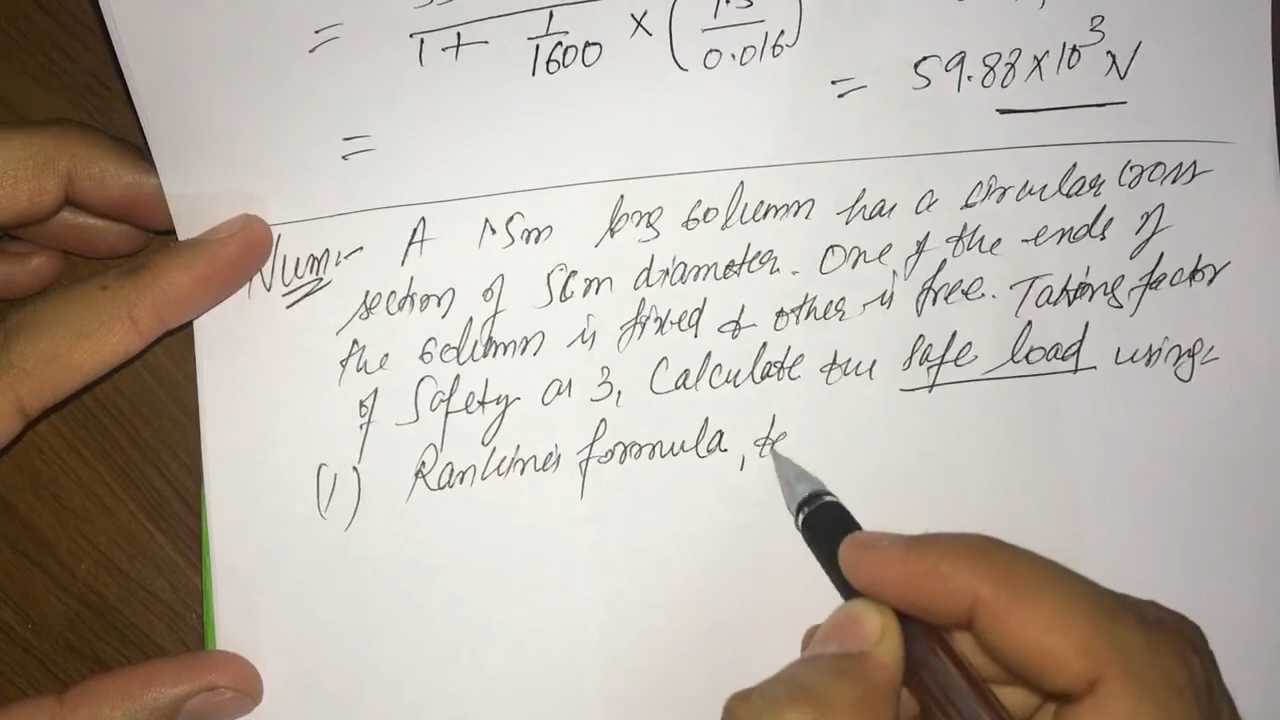 = 1 + 1/1600 × (1.5/0.016)
= 59.88×10³ N
=
Num:- A 1.5m long column has a circular cross
section of 5cm diameter. One of the ends of
the column is fixed & other is free. Taking factor
of Safety as 3, Calculate the safe load using:
(1) Rankine's formula, ta